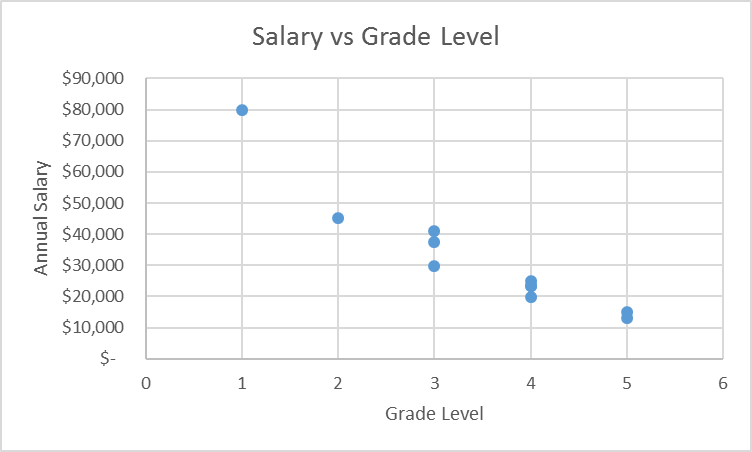 Salary vs Grade Level
$90,000
$80,000
$70,000
$60,000
$50,000
$40,000
$30,000
$20,000
$10,000
$-
Annual Salary
0 1 2 3 4 5 6
Grade Level